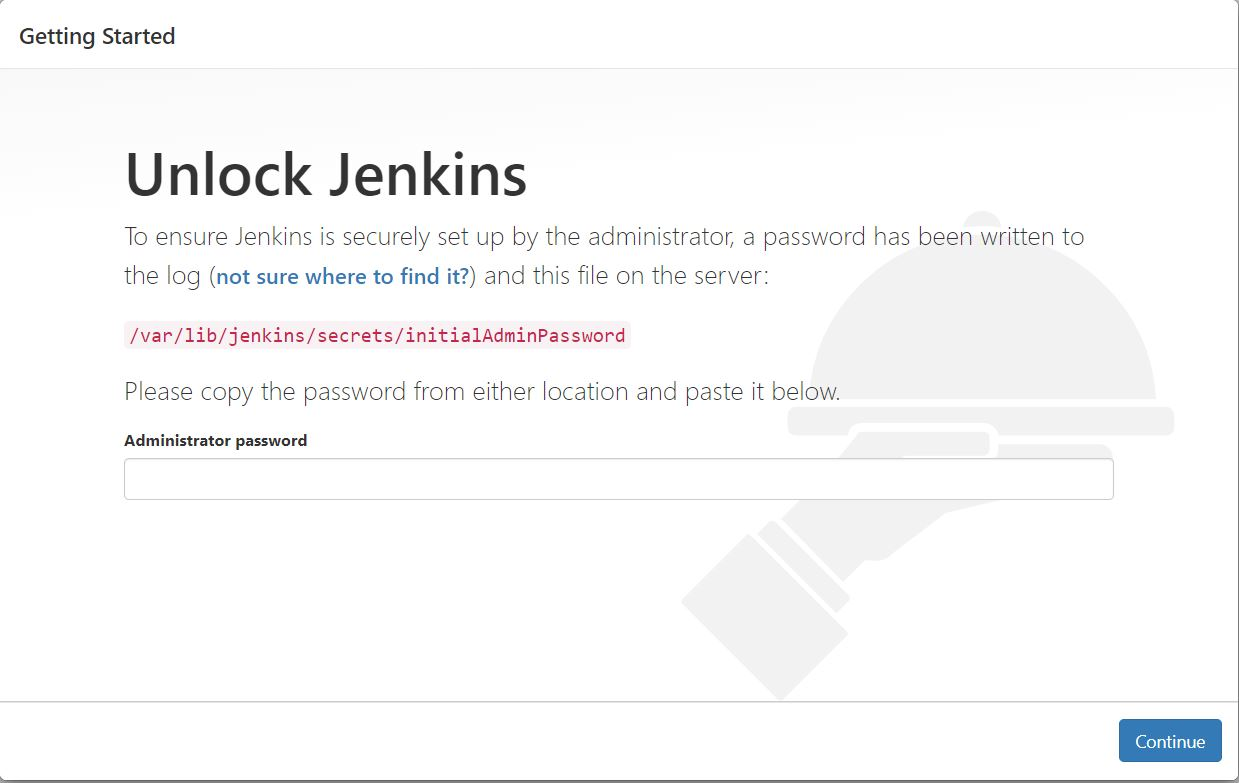 Getting Started
Unlock Jenkins
To ensure Jenkins is securely set up by the administrator, a password has been written to
the log (not sure where to find it?) and this file on the server:
/var/lib/jenkins/secrets/initialAdminPassword
Please copy the password from either location and paste it below.
Administrator password
Continue